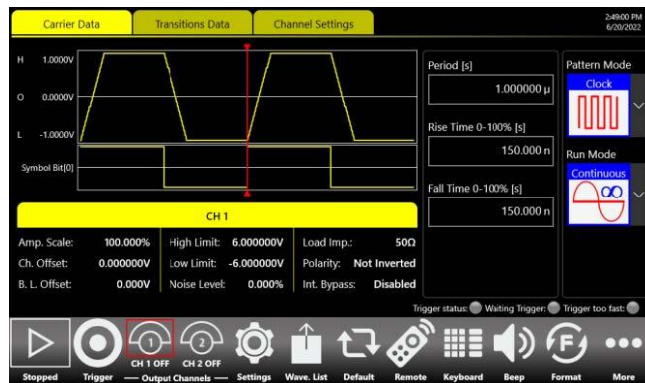 Carrier Data
Transitions Data
Channel Settings
2:49:00 PM
6/20/2022
H 1.0000V
O 0.0000V
L -1.0000V
Symbol Bit[0]
Period [s]
1.000000 µ
Rise Time 0-100% [s]
150.000 n
Fall Time 0-100% [s]
150.000 n
Pattern Mode
Clock
Run Mode
Continuous
CH 1
Amp. Scale: 100.000% High Limit: 6.000000V Load Imp.: 50Ω
Ch. Offset: 0.000000V Low Limit: -6.000000V Polarity: Not Inverted
B. L. Offset: 0.000V Noise Level: 0.000% Int. Bypass: Disabled
Trigger status: Waiting Trigger: Trigger too fast:
1 2 F
CH 1 OFF CH 2 OFF
Stopped Trigger Output Channels Settings Wave. List Default Remote Keyboard Beep Format More